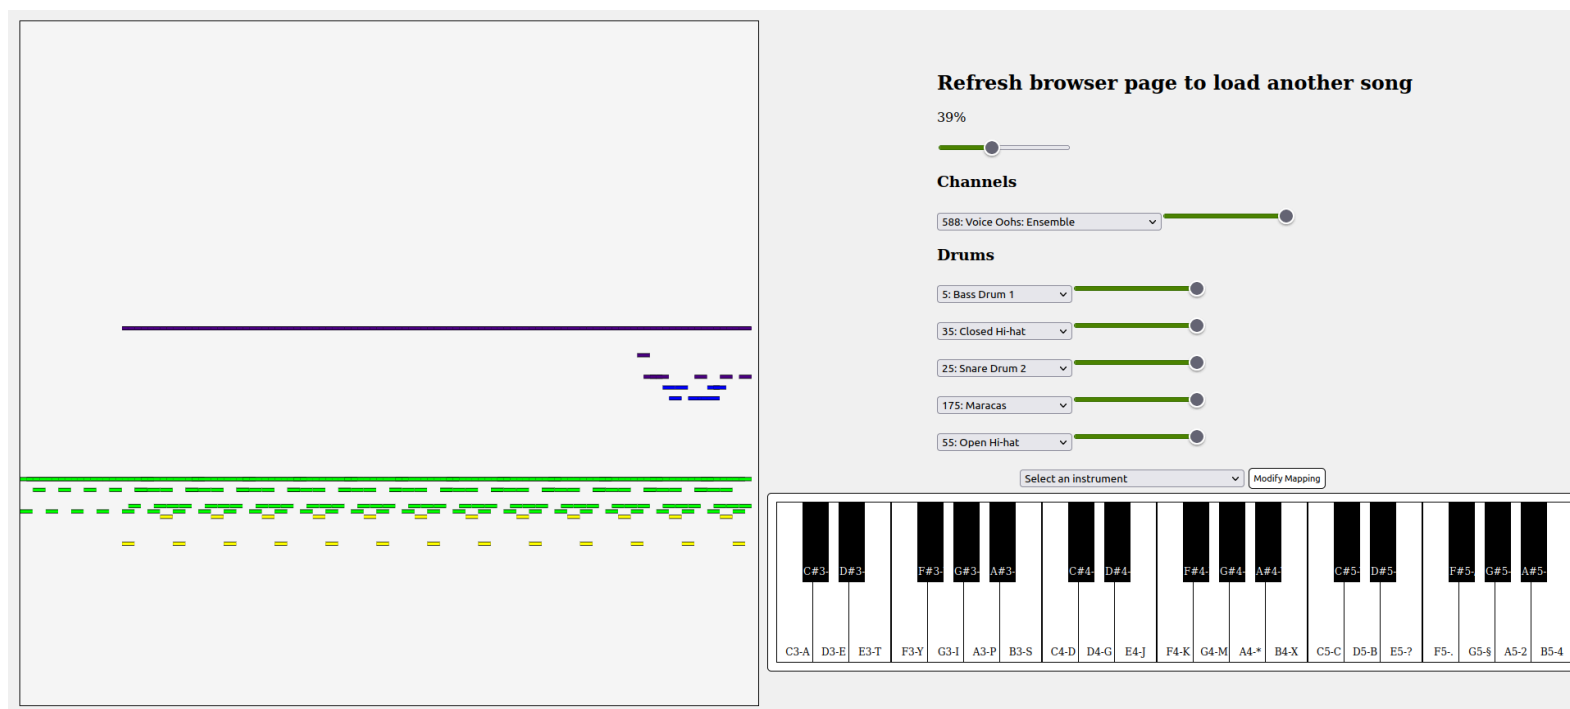 Refresh browser page to load another song
39%
Channels
588: Voice Oohs: Ensemble
Drums
5: Bass Drum 1
35: Closed Hi-hat
25: Snare Drum 2
175: Maracas
55: Open Hi-hat
Select an instrument Modify Mapping
C#3- D#3- F#3- G#3- A#3- C#4- D#4- F#4- G#4- A#4- C#5- D#5- F#5- G#5- A#5-
C3-A D3-E E3-T F3-Y G3-I A3-P B3-S C4-D D4-G E4-J F4-K G4-M A4-* B4-X C5-C D5-B E5-? F5-. G5-§ A5-2 B5-4